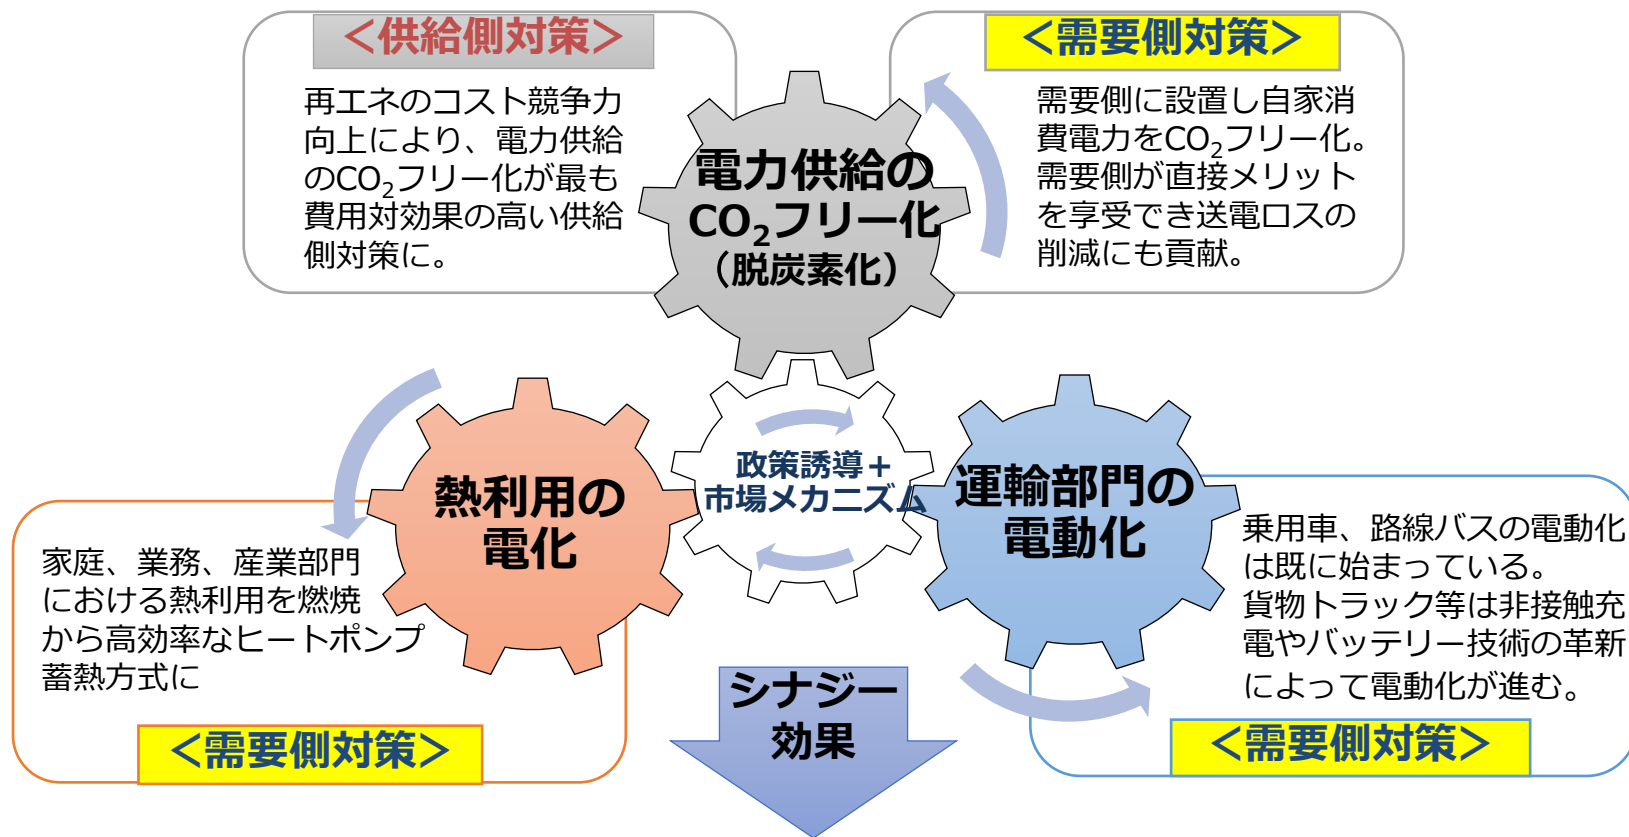 ＜供給側対策＞
再エネのコスト競争力
向上により、電力供給
のCO₂フリー化が最も
費用対効果の高い供給
側対策に。
電力供給の
CO₂フリー化
（脱炭素化）
＜需要側対策＞
需要側に設置し自家消
費電力をCO₂フリー化。
需要側が直接メリット
を享受でき送電ロスの
削減にも貢献。
熱利用の
電化
家庭、業務、産業部門
における熱利用を燃焼
から高効率なヒートポンプ
蓄熱方式に
＜需要側対策＞
政策誘導＋
市場メカニズム
運輸部門の
電動化
乗用車、路線バスの電動化
は既に始まっている。
貨物トラック等は非接触充
電やバッテリー技術の革新
によって電動化が進む。
＜需要側対策＞
シナジー
効果